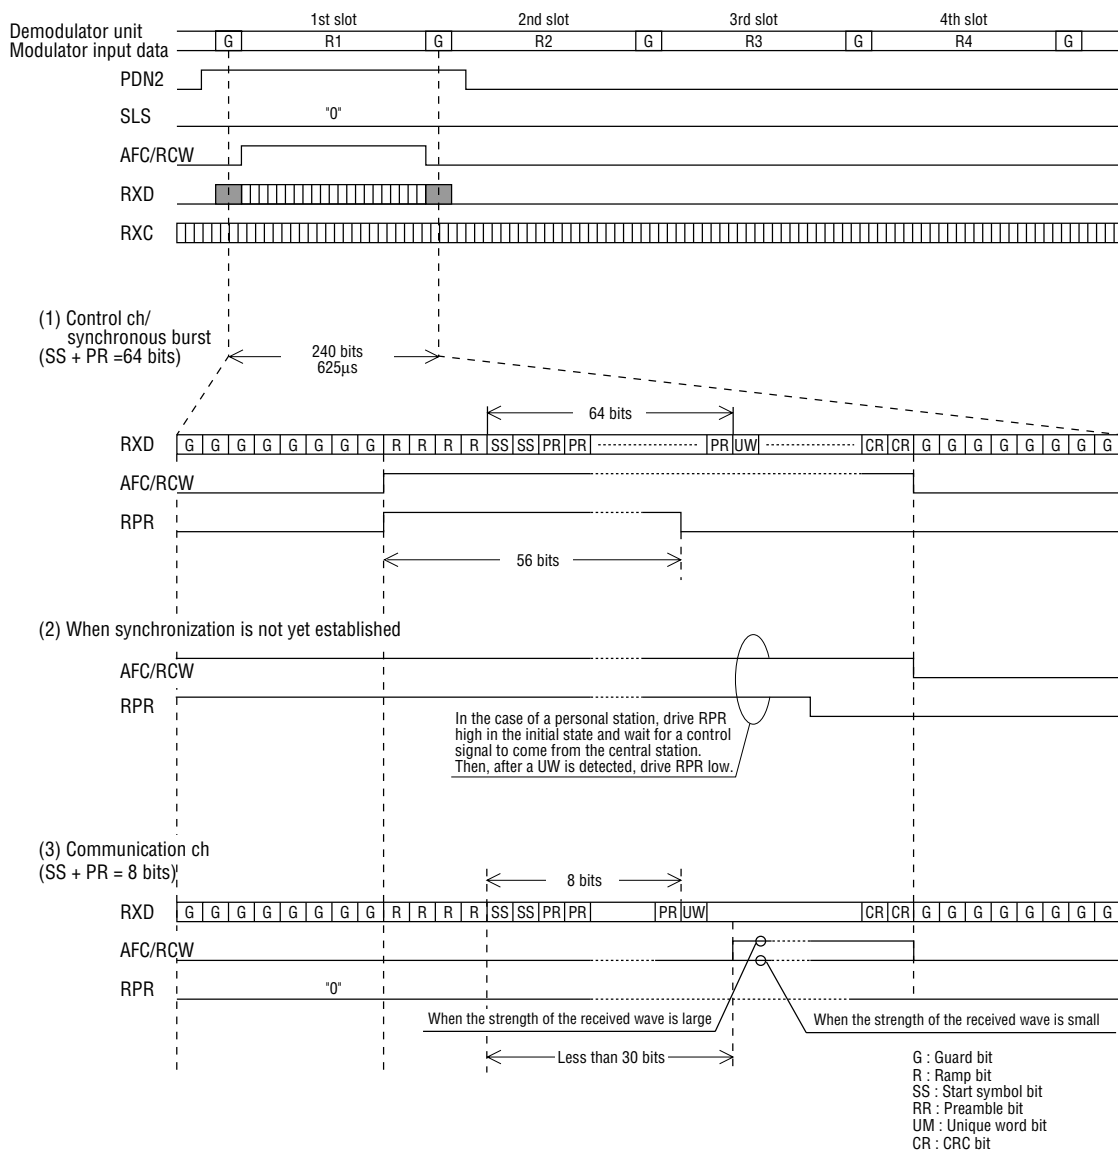 1st slot 2nd slot 3rd slot 4th slot
Demodulator unit
Modulator input data
G R1 G R2 G R3 G R4 G
PDN2
SLS "0"
AFC/RCW
RXD
RXC
(1) Control ch/
synchronous burst
(SS + PR =64 bits)
240 bits
625µs
64 bits
RXD G G G G G G G G R R R R SS SS PR PR PR UW CR CR G G G G G G G G
AFC/RCW
RPR
56 bits
(2) When synchronization is not yet established
AFC/RCW
RPR
In the case of a personal station, drive RPR
high in the initial state and wait for a control
signal to come from the central station.
Then, after a UW is detected, drive RPR low.
(3) Communication ch
(SS + PR = 8 bits)
8 bits
RXD G G G G G G G G R R R R SS SS PR PR PR UW CR CR G G G G G G G G
AFC/RCW
RPR "0"
When the strength of the received wave is large When the strength of the received wave is small
Less than 30 bits
G : Guard bit
R : Ramp bit
SS : Start symbol bit
RR : Preamble bit
UM : Unique word bit
CR : CRC bit